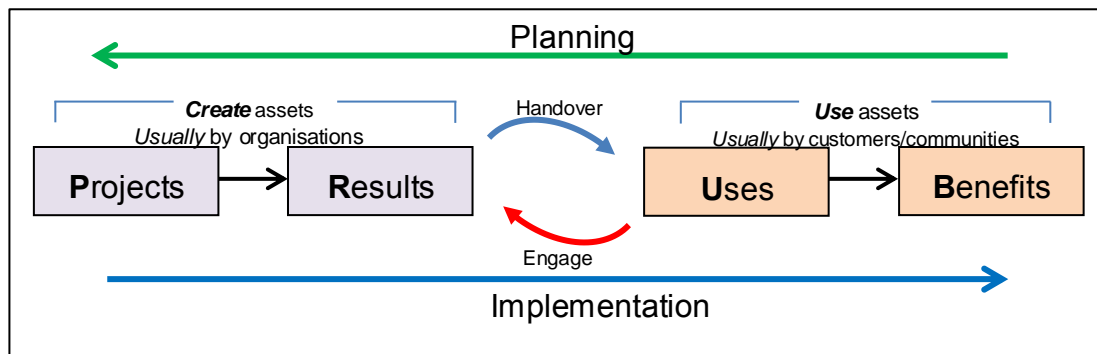 Planning
Create assets
Usually by organisations
Handover
Use assets
Usually by customers/communities
Projects
Results
Uses
Benefits
Engage
Implementation